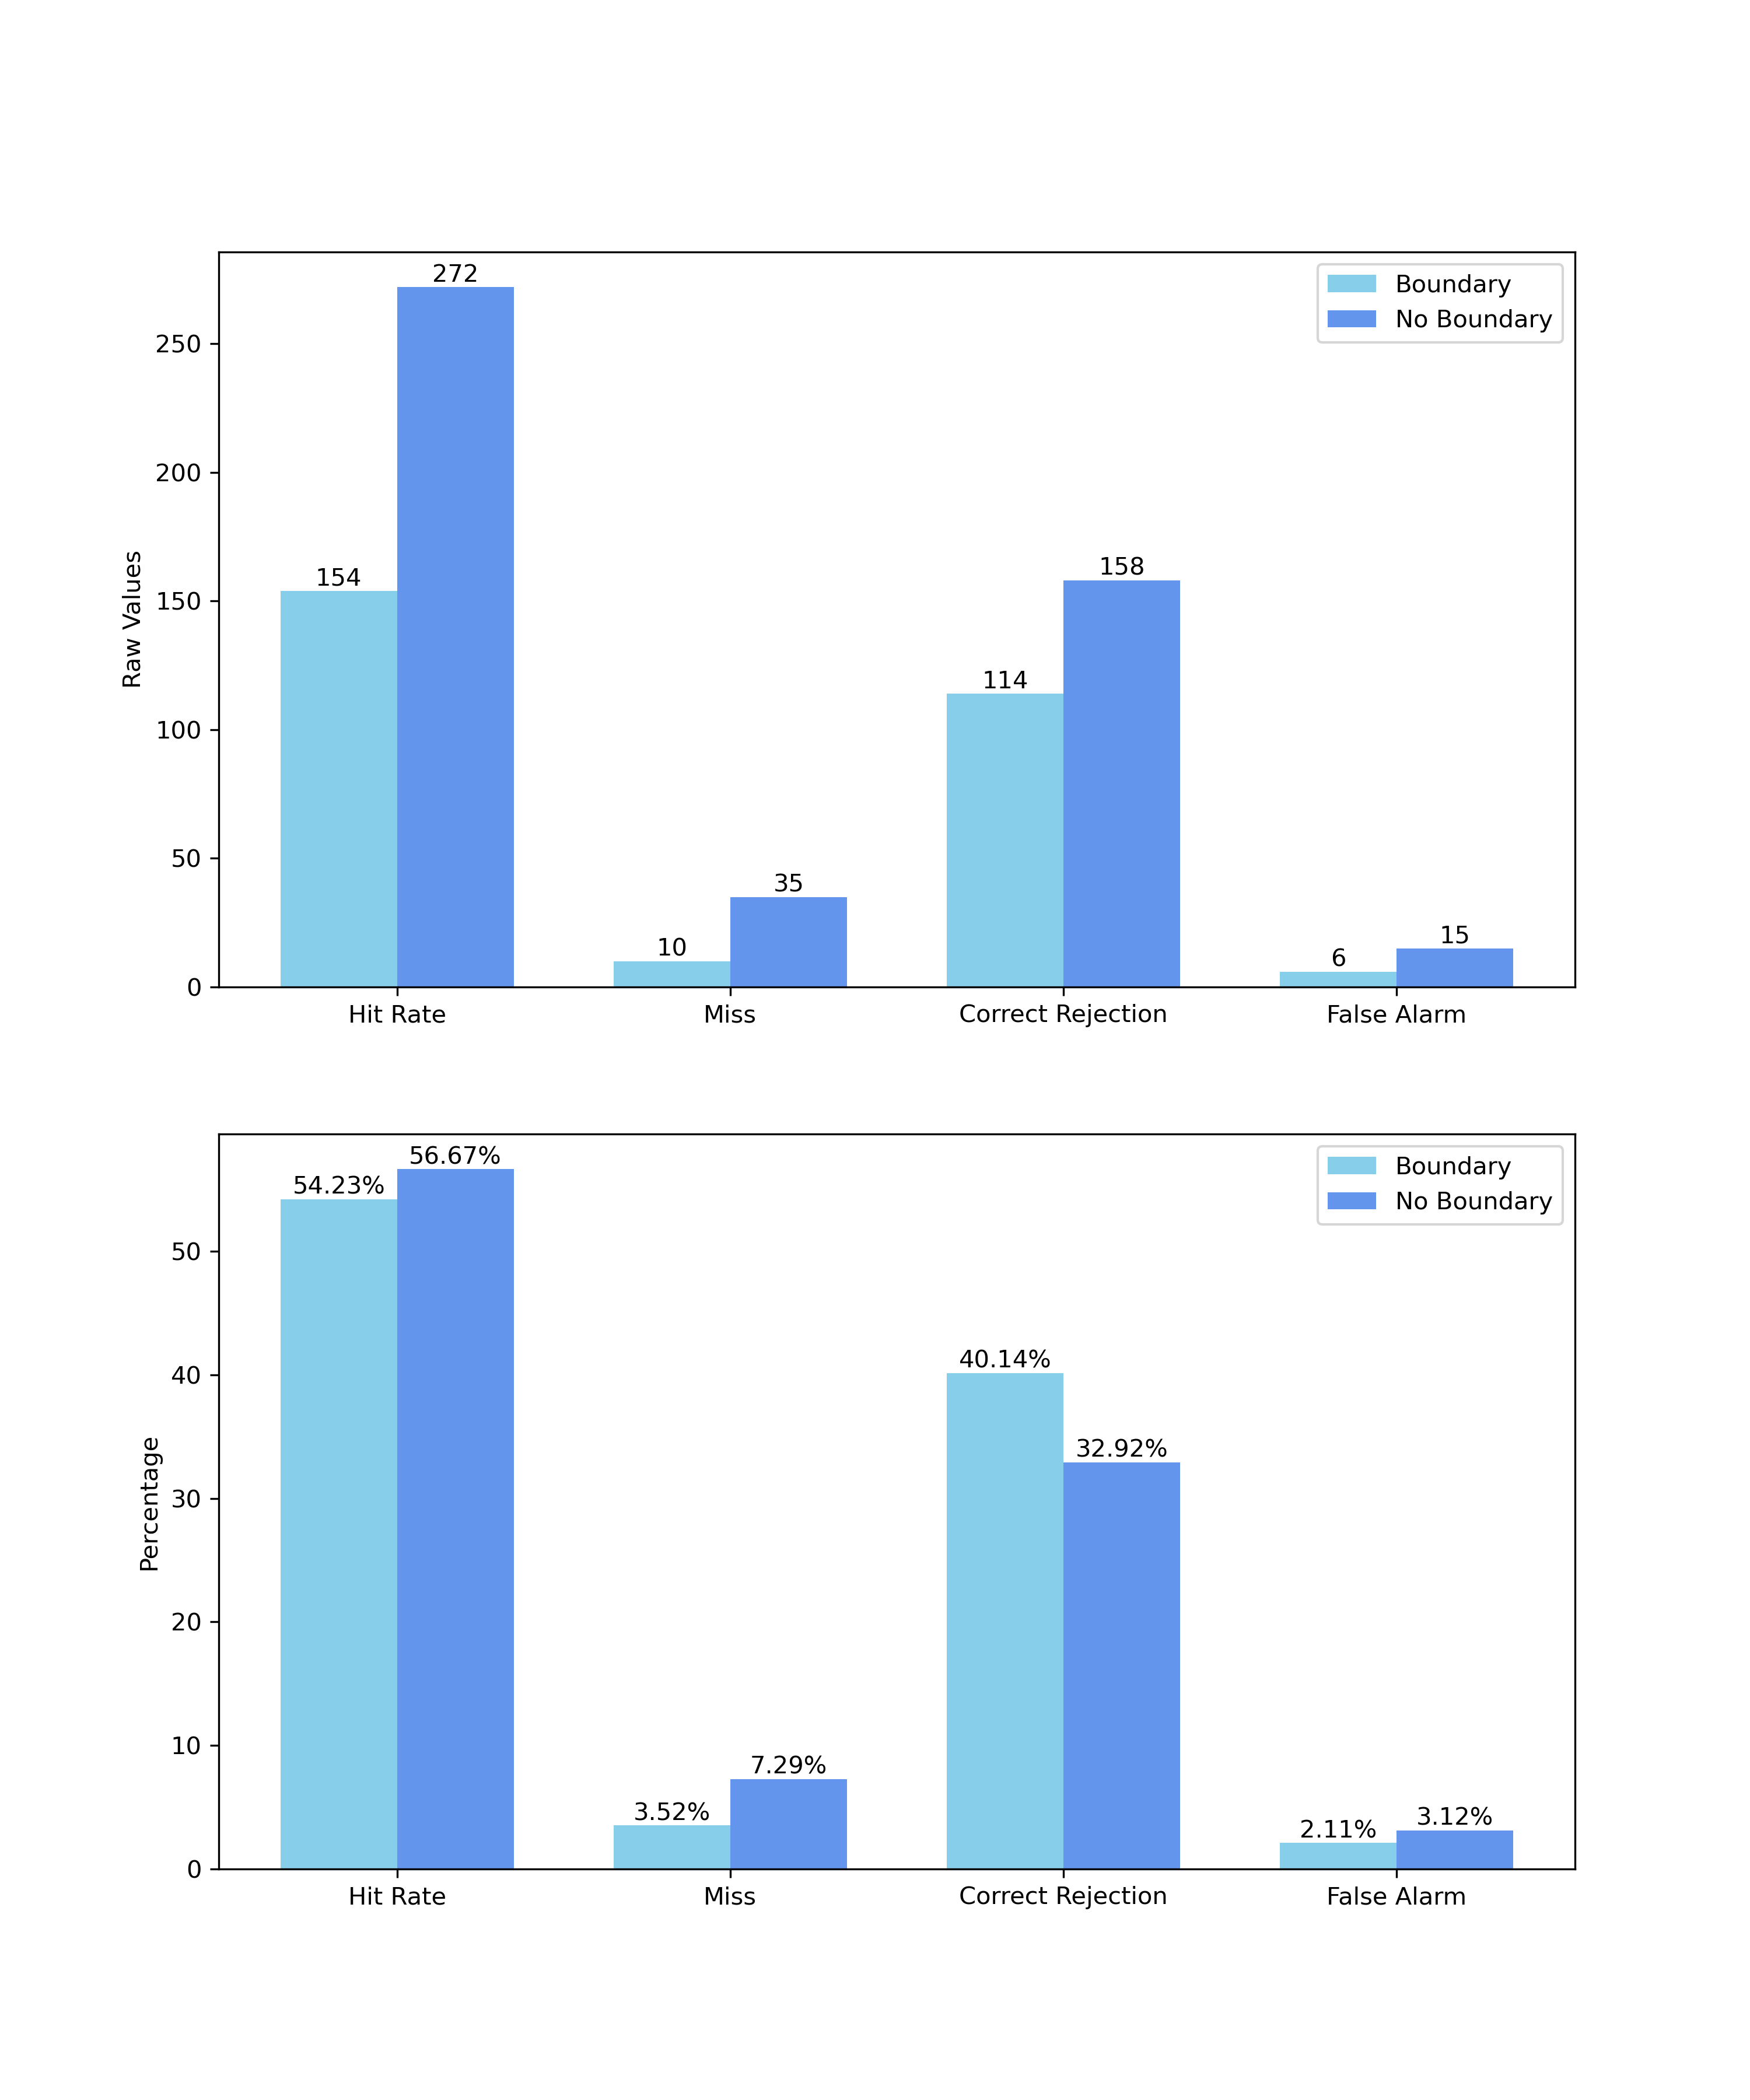 272
Boundary
No Boundary
250
200
158
154
150
Raw Values
114
100
50
35
10
15
6
0
Hit Rate
Miss
Correct Rejection
False Alarm
56.67%
54.23%
Boundary
No Boundary
50
40.14%
40
32.92%
30
Percentage
20
10
7.29%
3.52%
3.12%
2.11%
0
Hit Rate
Miss
Correct Rejection
False Alarm